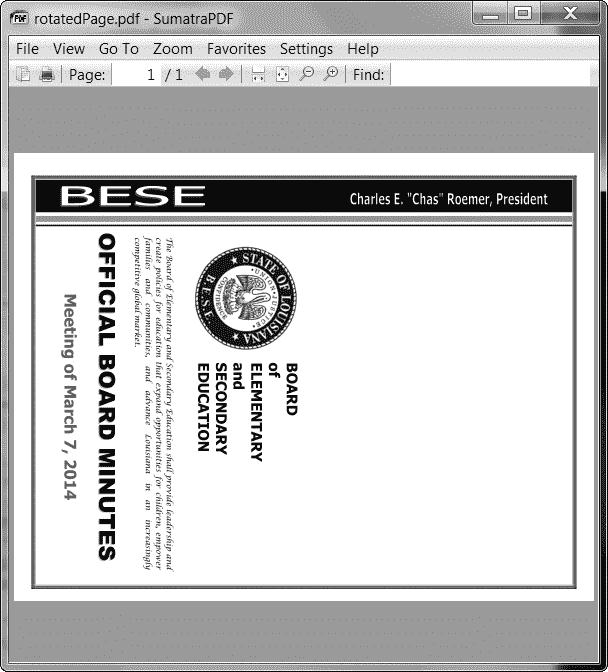 rotatedPage.pdf - SumatraPDF
File View Go To Zoom Favorites Settings Help
Page: 1 / 1 Find:
BESE Charles E. "Chas" Roemer, President
STATE OF LOUISIANA
B.E.S.E.
UNION, JUSTICE
CONFIDENCE
BOARD
of
ELEMENTARY
and
SECONDARY
EDUCATION
The Board of Elementary and Secondary Education shall provide leadership and
create policies for education that expand opportunities for children, empower
families and communities, and advance Louisiana in an increasingly
competitive global market.
OFFICIAL BOARD MINUTES
Meeting of March 7, 2014